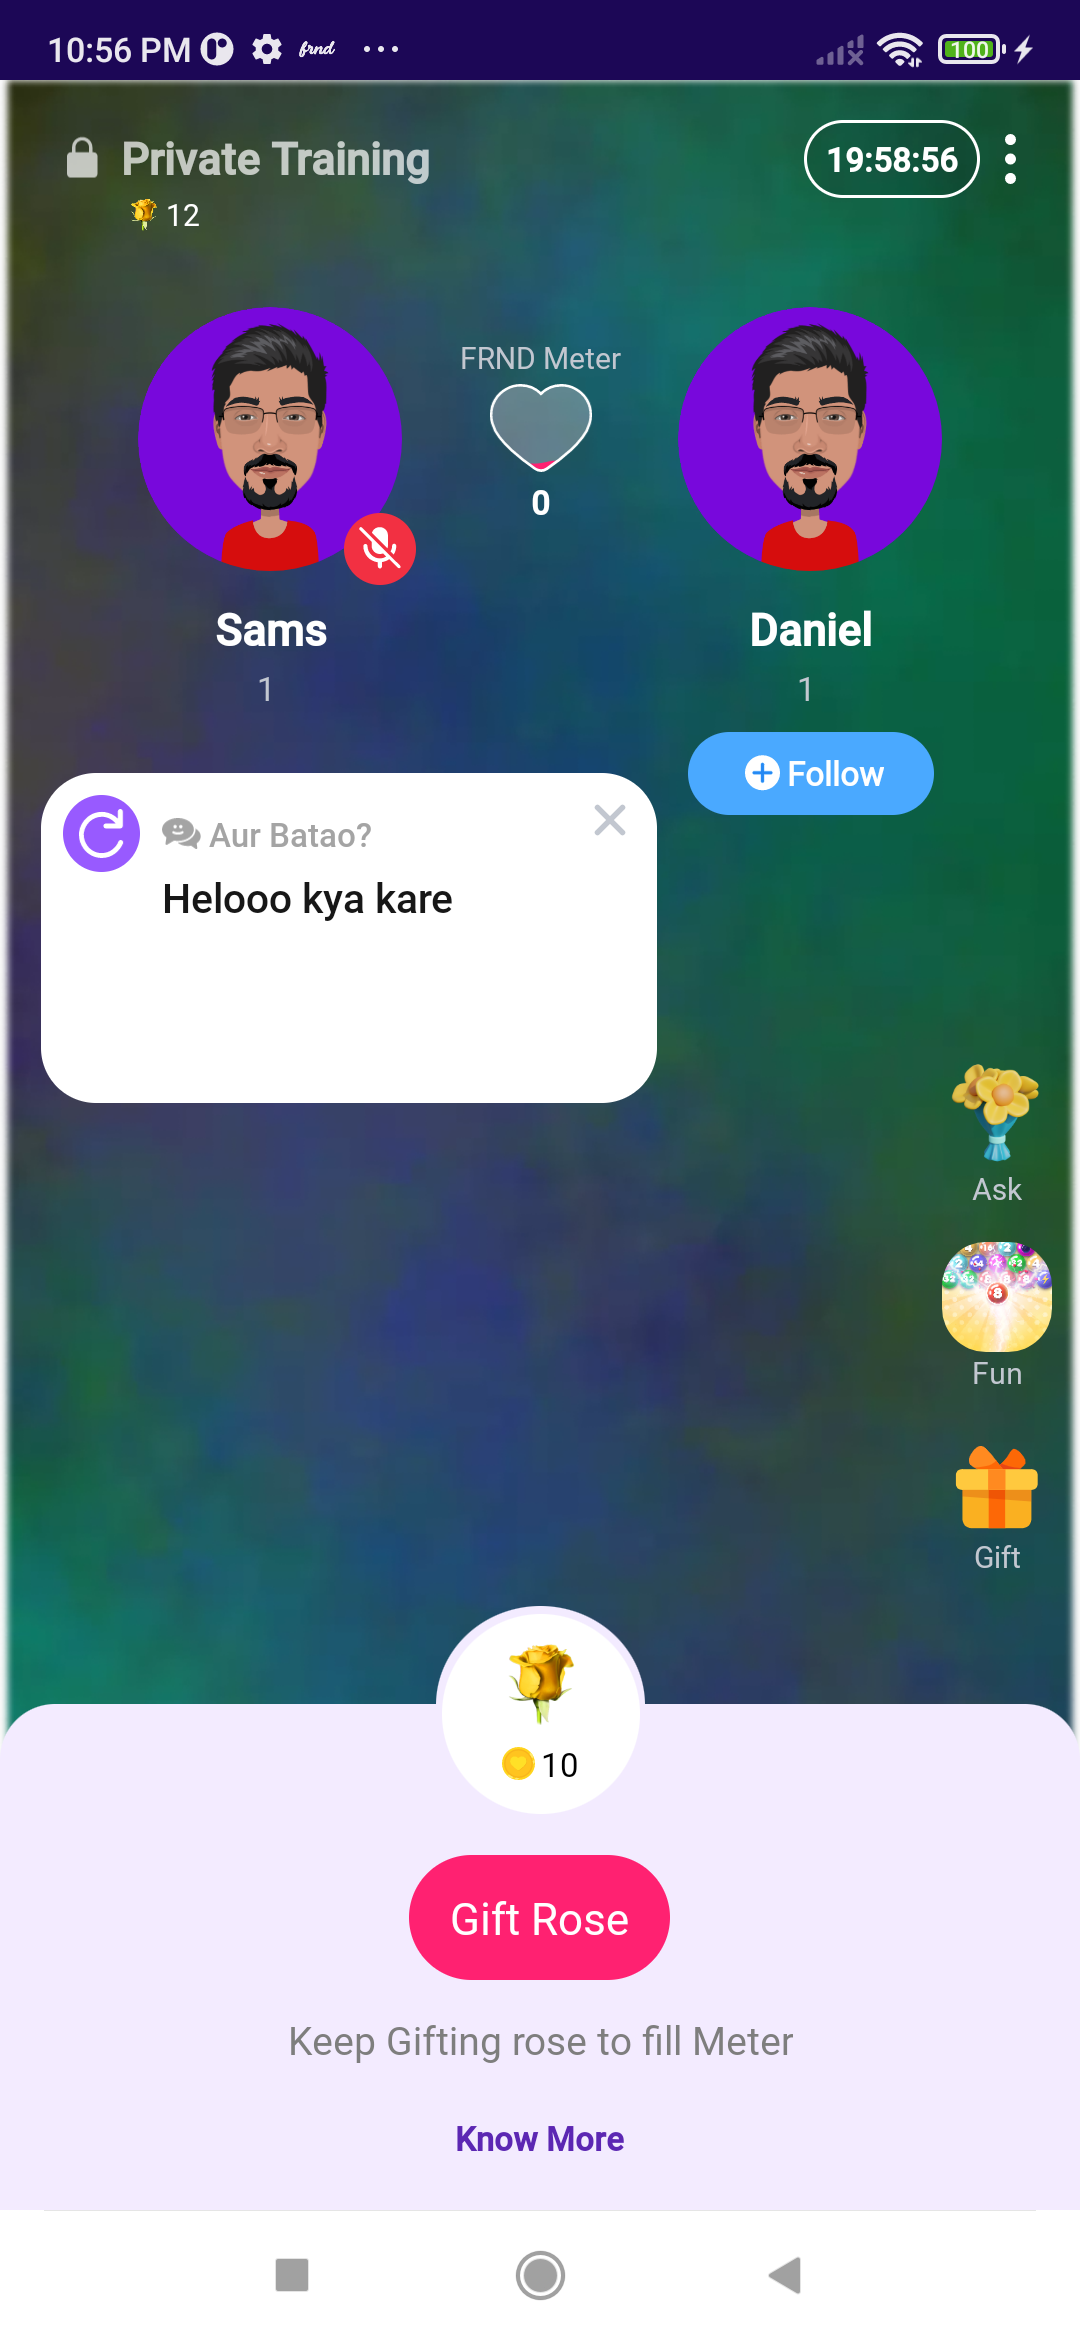 10:56 PM frnd ... 100
Private Training 19:58:56
12
FRND Meter
0
Sams Daniel
1 1
Follow
Aur Batao?
Helooo kya kare
Ask
Fun
Gift
10
Gift Rose
Keep Gifting rose to fill Meter
Know More